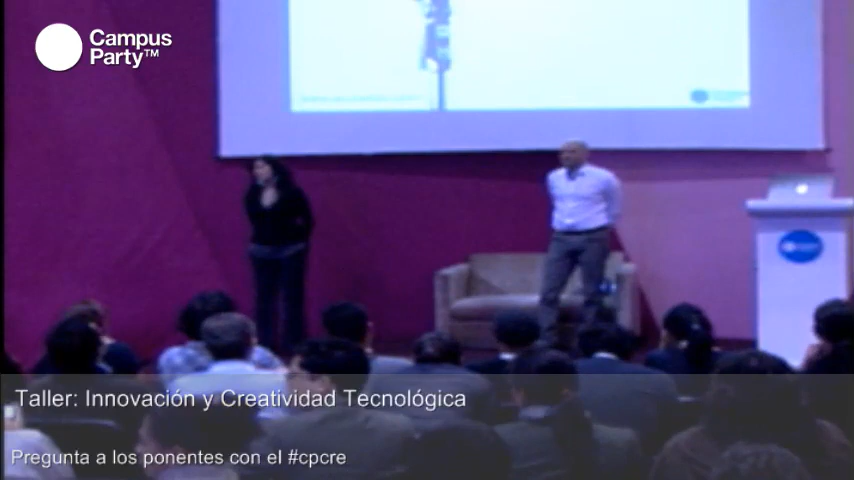 Campus
Party™
Taller: Innovación y Creatividad Tecnológica
Pregunta a los ponentes con el #cpcre